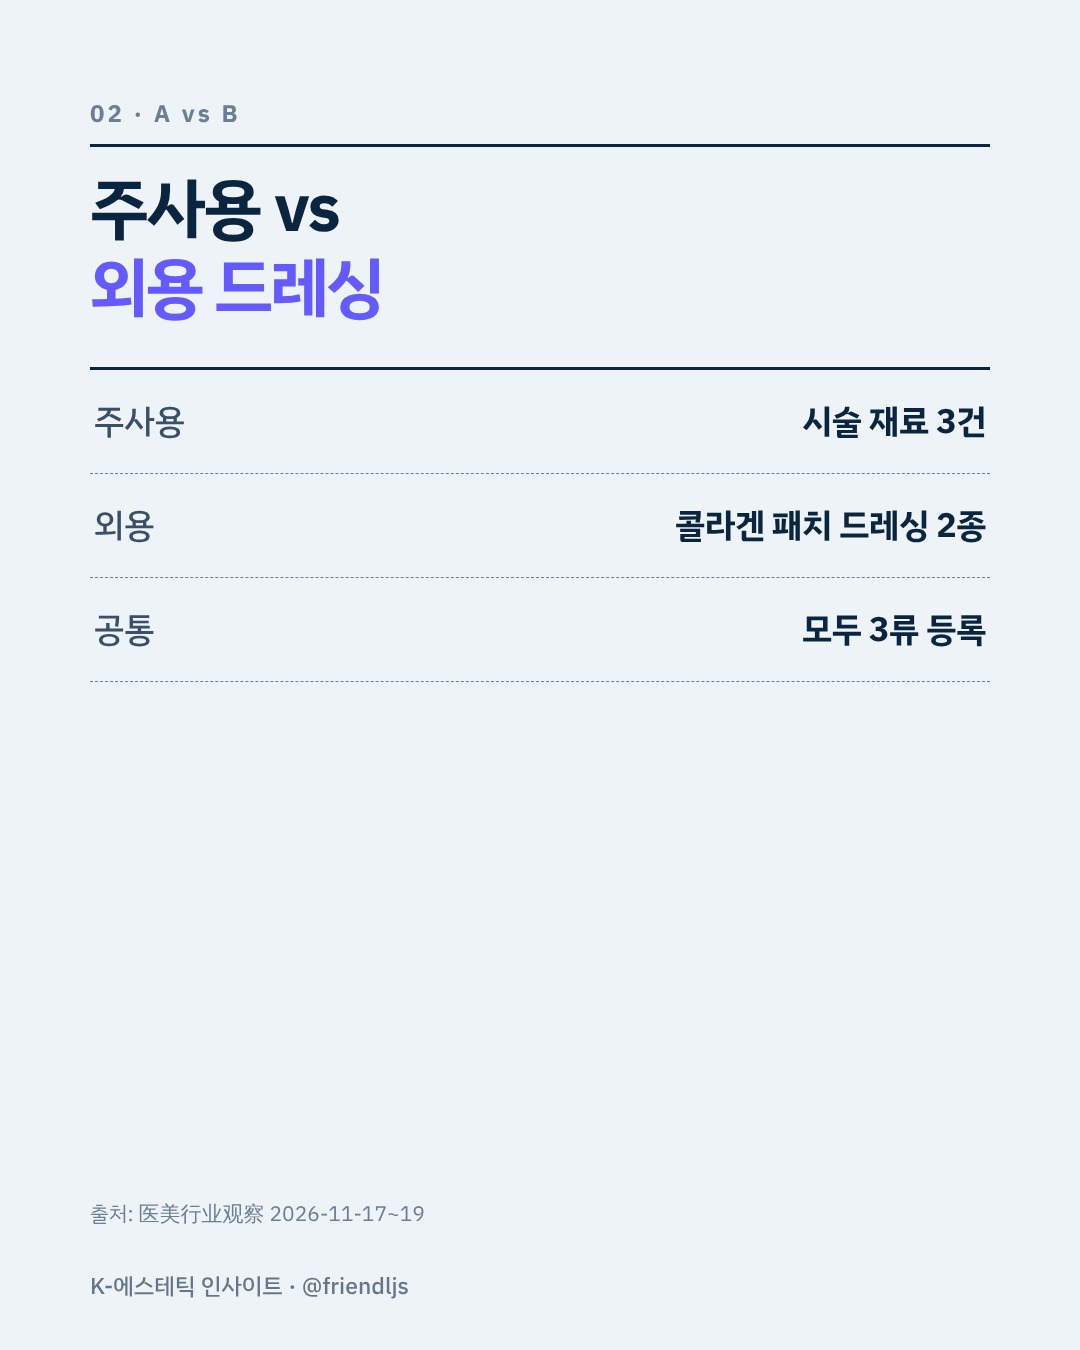 02 · A vs B
주사용 vs
외용 드레싱
주사용 시술 재료 3건
외용 콜라겐 패치 드레싱 2종
공통 모두 3류 등록
출처: 医美行业观察 2026-11-17~19
K-에스테틱 인사이트 · @friendljs